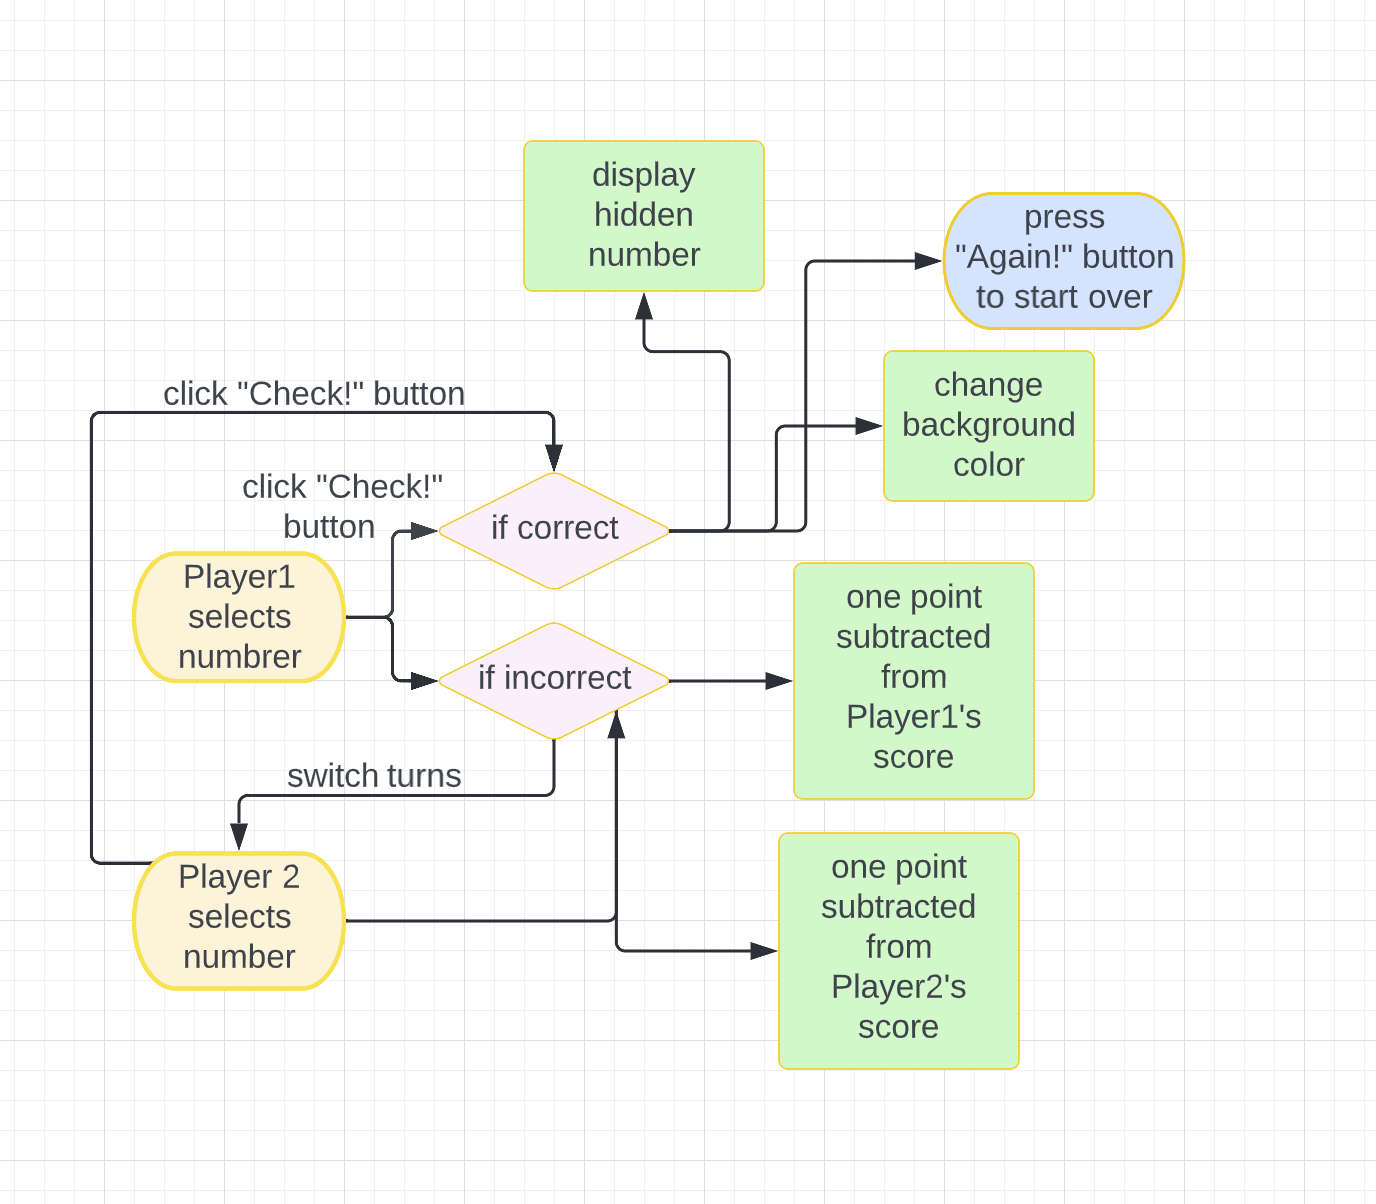 display
hidden
number
press
"Again!" button
to start over
change
background
color
click "Check!" button
click "Check!"
button
if correct
Player1
selects
numbrer
if incorrect
one point
subtracted
from
Player1's
score
switch turns
Player 2
selects
number
one point
subtracted
from
Player2's
score